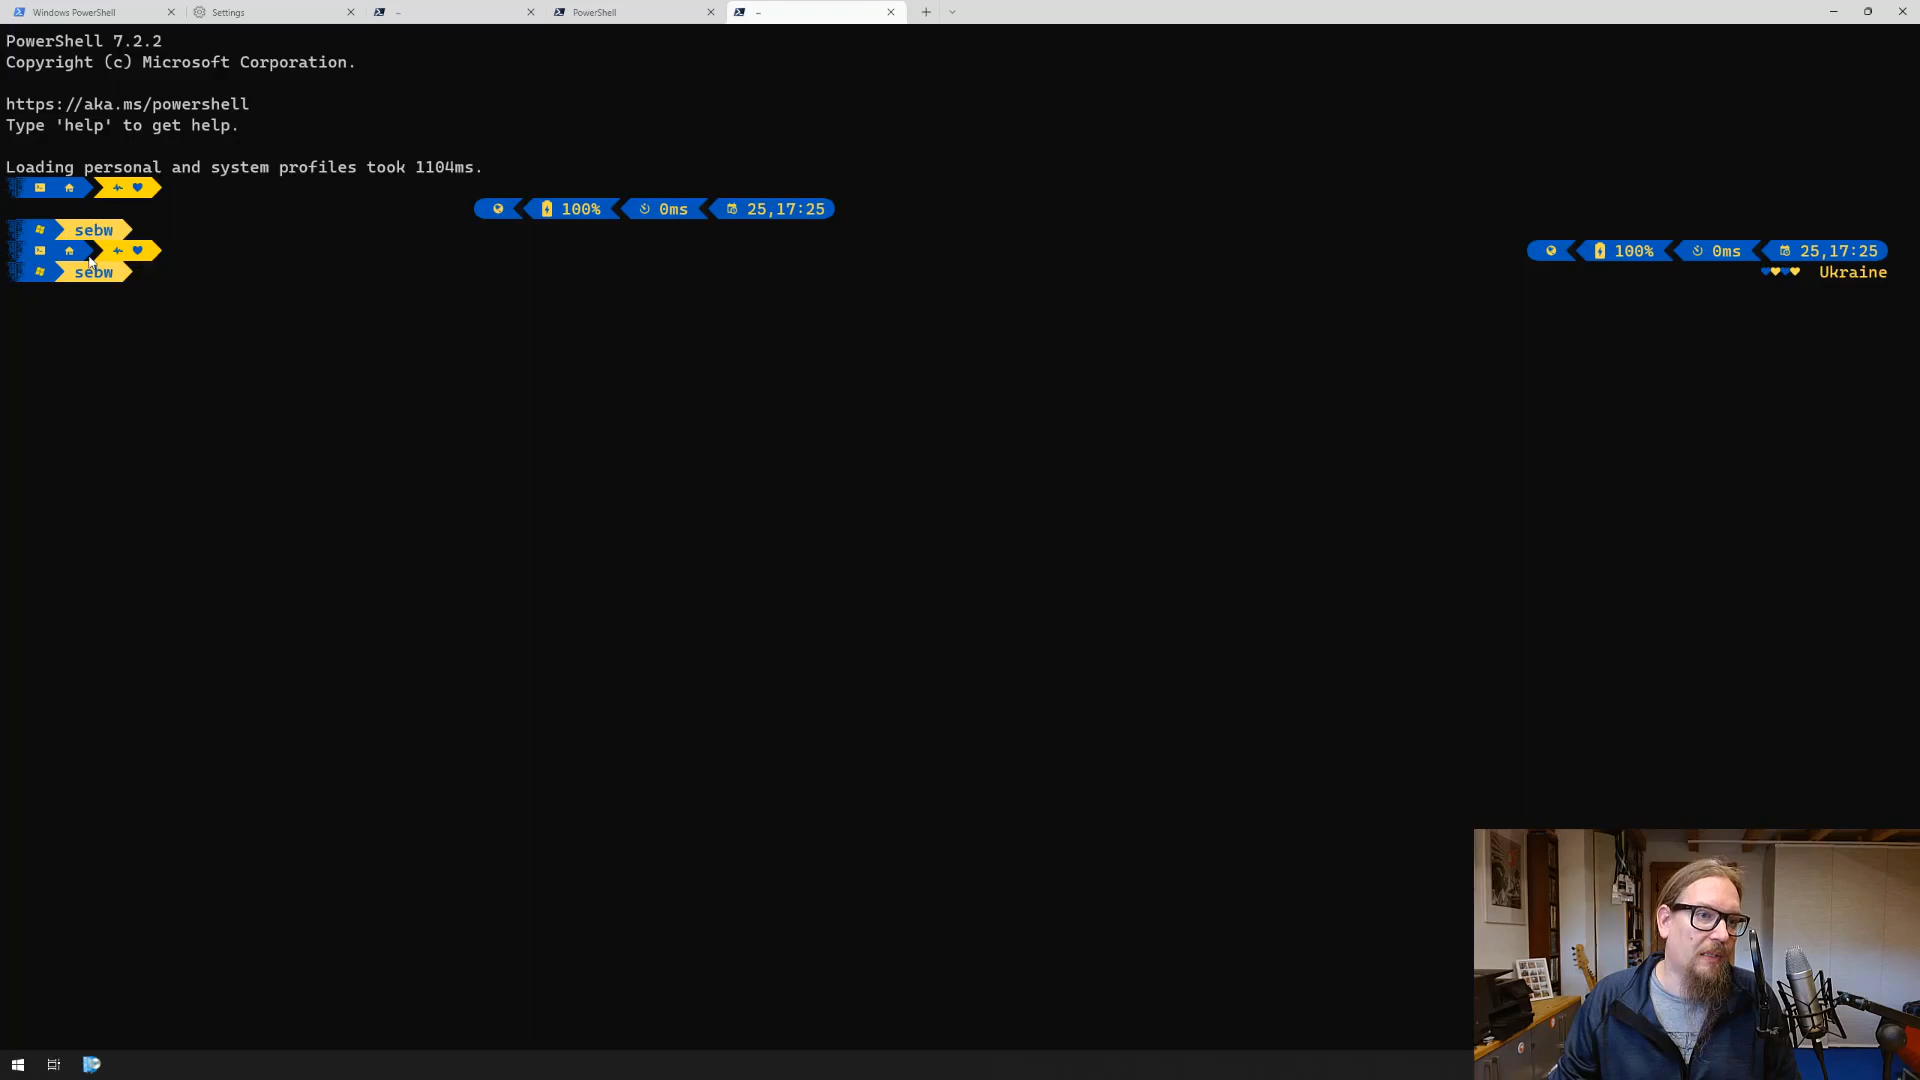 Windows PowerShell
Settings
~
PowerShell
~
PowerShell 7.2.2
Copyright (c) Microsoft Corporation.
https://aka.ms/powershell
Type 'help' to get help.
Loading personal and system profiles took 1104ms.
100% 0ms 25,17:25
sebw
100% 0ms 25,17:25
sebw
Ukraine